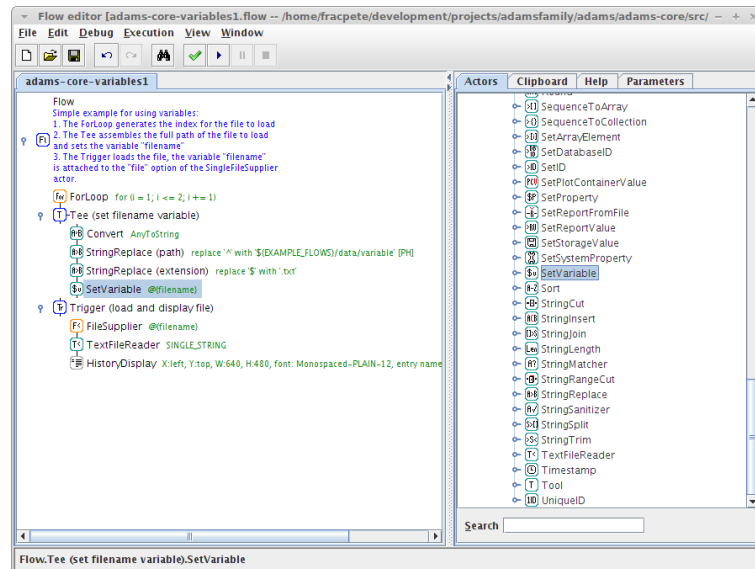 Flow editor [adams-core-variables1.flow -- /home/fracpete/development/projects/adamsfamily/adams/adams-core/src/
File Edit Debug Execution View Window
adams-core-variables1
Flow
Simple example for using variables:
1. The ForLoop generates the index for the file to load
2. The Tee assembles the full path of the file to load
and sets the variable "filename"
3. The Trigger loads the file, the variable "filename"
is attached to the "file" option of the SingleFileSupplier
actor.
ForLoop for (i = 1; i <= 2; i += 1)
Tee (set filename variable)
Convert AnyToString
StringReplace (path) replace '^' with '${EXAMPLE_FLOWS}/data/variable' [PH]
StringReplace (extension) replace '$' with '.txt'
SetVariable @{filename}
Trigger (load and display file)
FileSupplier @{filename}
TextFileReader SINGLE_STRING
HistoryDisplay X:left, Y:top, W:640, H:480, font: Monospaced-PLAIN-12, entry name
Flow.Tee (set filename variable).SetVariable
Actors Clipboard Help Parameters
SequenceToArray
SequenceToCollection
SetArrayElement
SetDatabaseID
SetID
SetPlotContainerValue
SetProperty
SetReportFromFile
SetReportValue
SetStorageValue
SetSystemProperty
SetVariable
Sort
StringCut
StringInsert
StringJoin
StringLength
StringMatcher
StringRangeCut
StringReplace
StringSanitizer
StringSplit
StringTrim
TextFileReader
Timestamp
Tool
UniqueID
Search